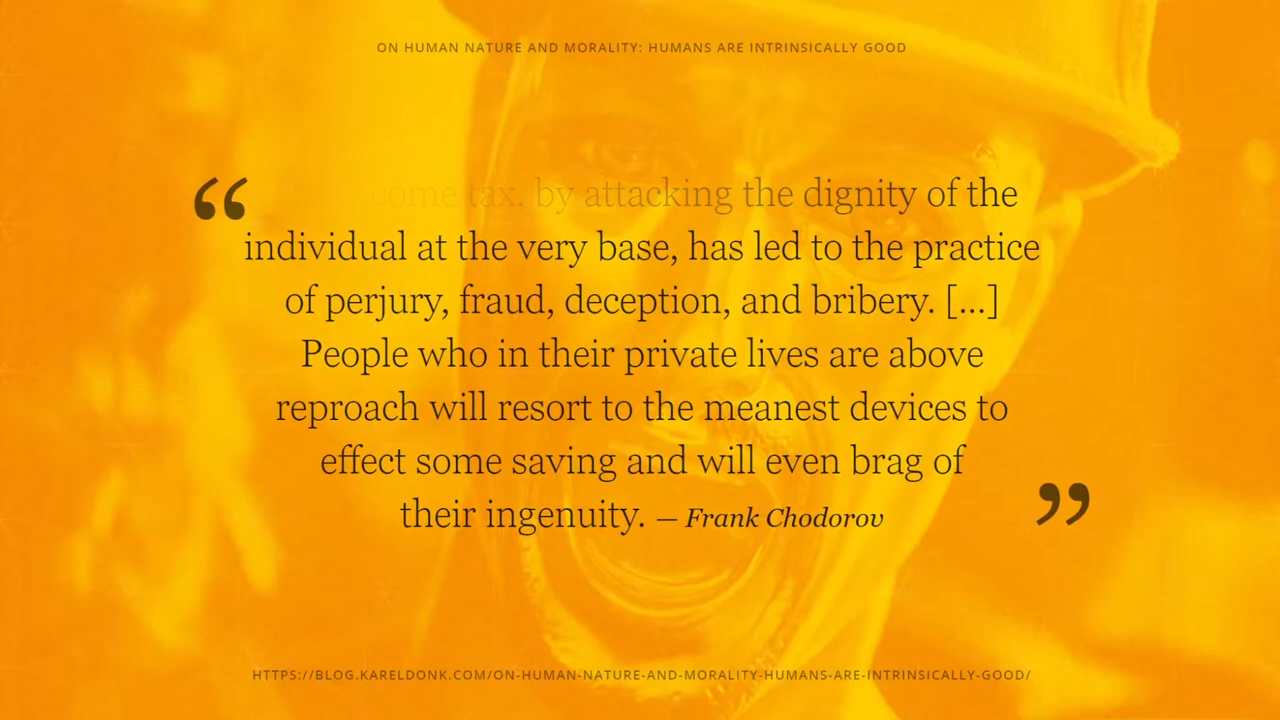 ON HUMAN NATURE AND MORALITY: HUMANS ARE INTRINSICALLY GOOD
“
tax, by attacking the dignity of the
individual at the very base, has led to the practice
of perjury, fraud, deception, and bribery. [...]
People who in their private lives are above
reproach will resort to the meanest devices to
effect some saving and will even brag of
their ingenuity. — Frank Chodorov
”
HTTPS://BLOG.KARELDONK.COM/ON-HUMAN-NATURE-AND-MORALITY-HUMANS-ARE-INTRINSICALLY-GOOD/